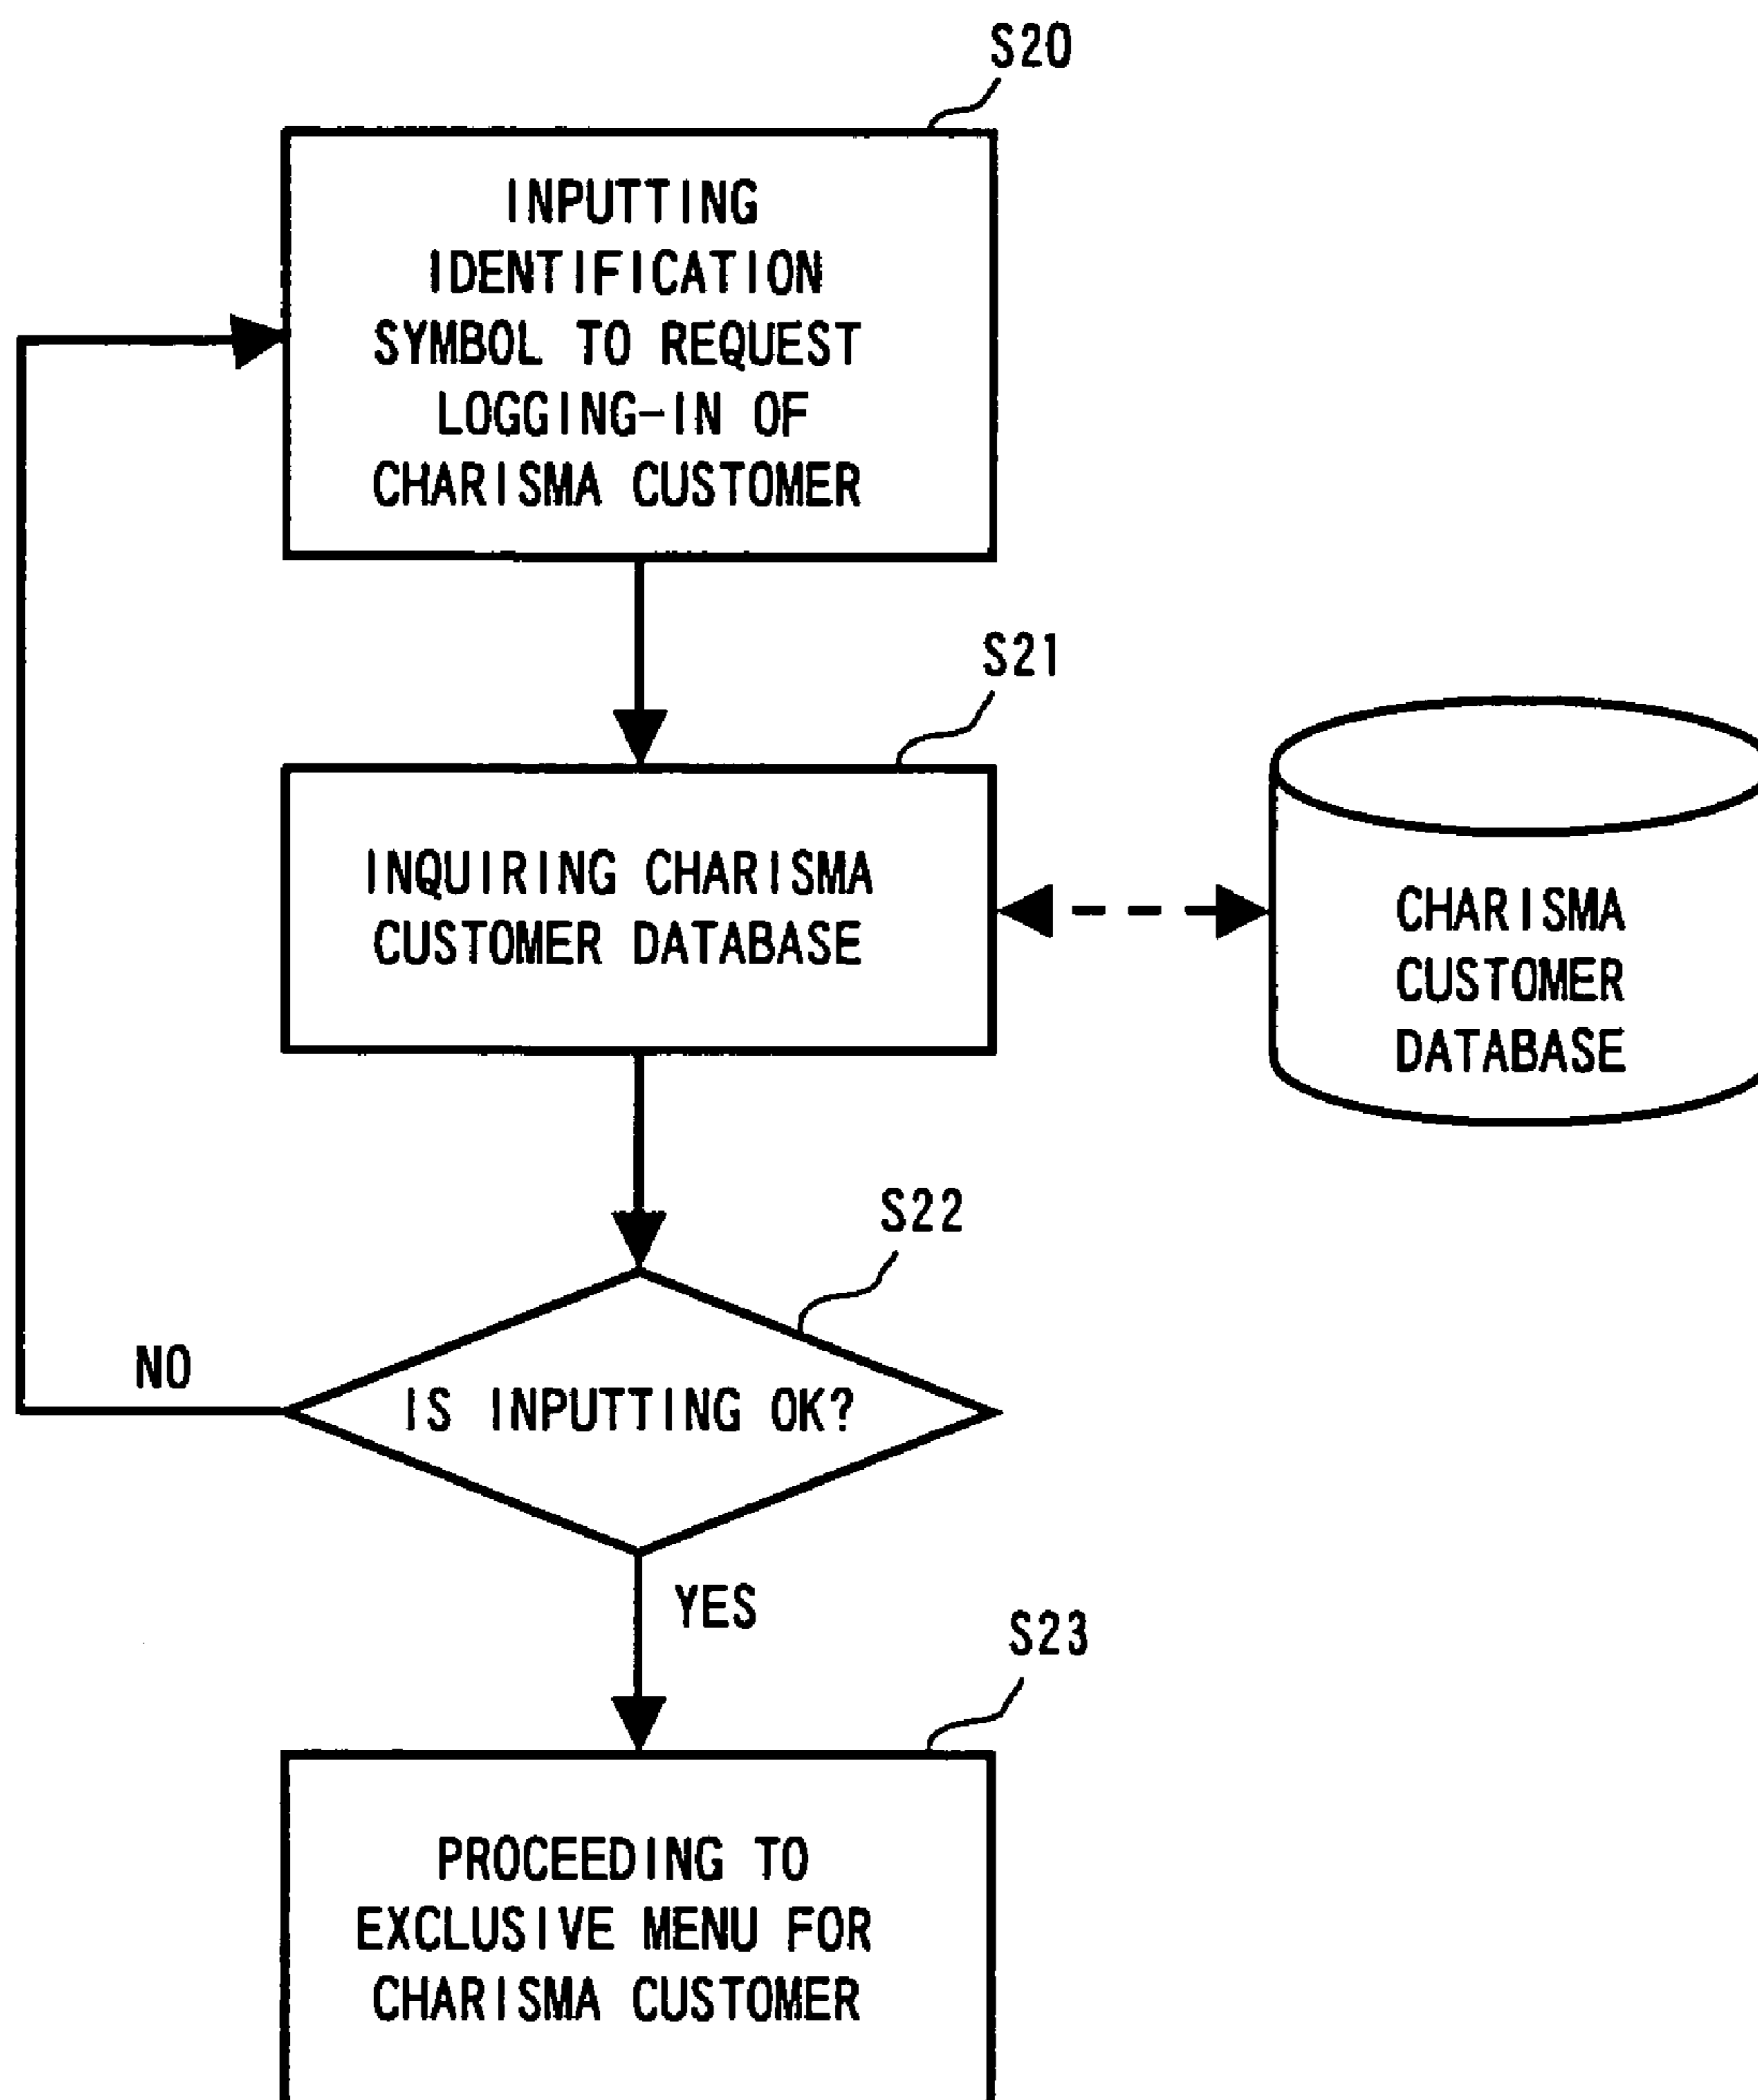 S20
INPUTTING
IDENTIFICATION
SYMBOL TO REQUEST
LOGGING-IN OF
CHARISMA CUSTOMER
S21
INQUIRING CHARISMA
CUSTOMER DATABASE
CHARISMA
CUSTOMER
DATABASE
S22
NO
IS INPUTTING OK?
YES
S23
PROCEEDING TO
EXCLUSIVE MENU FOR
CHARISMA CUSTOMER